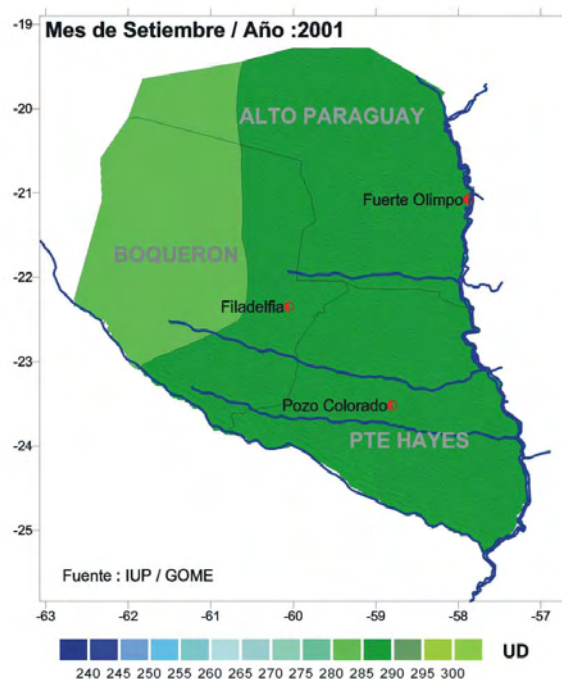 Mes de Setiembre / Año :2001
-19
-20
-21
-22
-23
-24
-25
ALTO PARAGUAY
Fuerte Olimpo
BOQUERON
Filadelfia
Pozo Colorado
PTE HAYES
Fuente : IUP / GOME
-63 -62 -61 -60 -59 -58 -57
UD
240 245 250 255 260 265 270 275 280 285 290 295 300